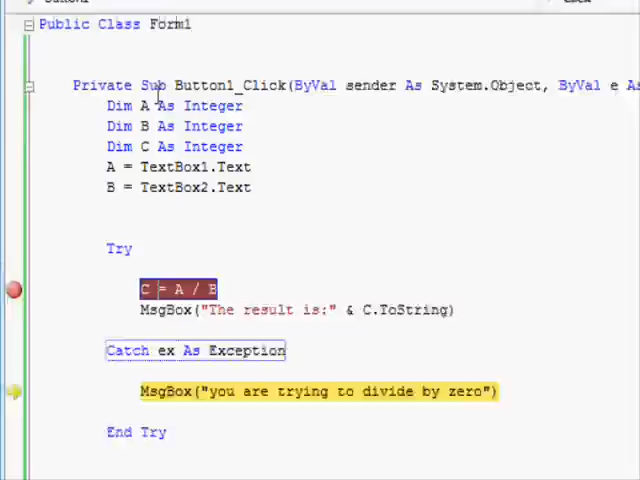 Public Class Form1
Private Sub Button1_Click(ByVal sender As System.Object, ByVal e As
Dim A As Integer
Dim B As Integer
Dim C As Integer
A = TextBox1.Text
B = TextBox2.Text
Try
C = A / B
MsgBox("The result is:" & C.ToString)
Catch ex As Exception
MsgBox("you are trying to divide by zero")
End Try